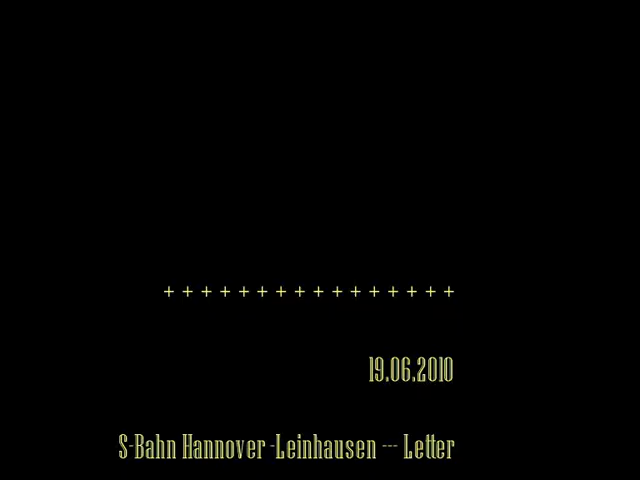 + + + + + + + + + + + + + + + +
19.06.2010
S-Bahn Hannover -Leinhausen --- Letter